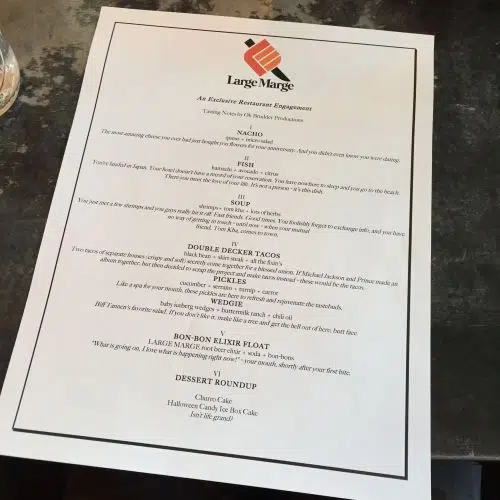 Large Marge
An Exclusive Restaurant Engagement
Tasting Notes by Ok Brudder Productions
I
NACHO
queso + onion salad
The most amazing cheese you ever had just bought you flowers for your anniversary. And you didn't even know you were dating.
II
FISH
hamachi + avocado + citrus
You've landed in Japan. Your hotel doesn't have a record of your reservation. You have nowhere to sleep and you go to the beach.
There you meet the love of your life. It's not a person - it's this dish.
III
SOUP
shrimps + tom kha + lots of herbs
You just met a few shrimps and you guys really hit it off. Fast friends. Good times. You foolishly forget to exchange info, and you have
no way of getting in touch - until now - when your mutual
friend, Tom Kha, comes to town.
IV
DOUBLE DECKER TACOS
black bean + skirt steak + all the fixin's
Two tacos of separate houses (crispy and soft) secretly come together for a blessed union. If Michael Jackson and Prince made an
album together, but then decided to scrap the project and make tacos instead - these would be the tacos.
PICKLES
cucumber + serrano + turnip + carrot
Like a spa for your mouth, these pickles are here to refresh and rejuvenate the tastebuds.
WEDGIE
baby iceberg wedges + buttermilk ranch + chili oil
Biff Tannen's favorite salad. If you don't like it, make like a tree and get the hell out of here, butt face.
V
BON-BON ELIXIR FLOAT
LARGE MARGE root beer elixir + soda + bon-bons
"What is going on, I love what is happening right now!" - your mouth, shortly after your first bite.
VI
DESSERT ROUNDUP
Churro Cake
Halloween Candy Ice Box Cake
Isn't life grand?